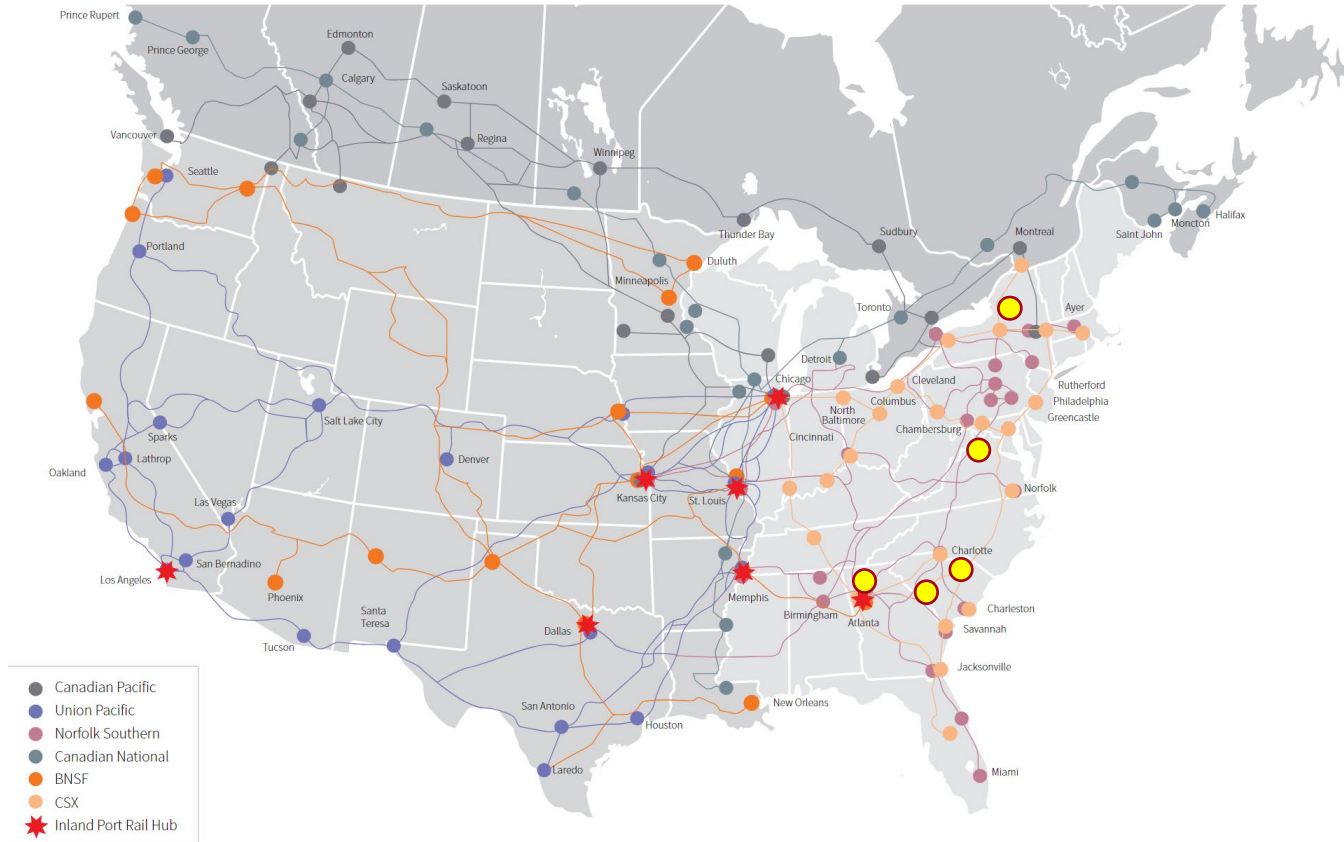 Prince Rupert
Prince George
Edmonton
Calgary
Saskatoon
Vancouver
Regina
Winnipeg
Seattle
Thunder Bay
Sudbury
Montreal
Saint John
Moncton
Halifax
Portland
Duluth
Minneapolis
Toronto
Ayer
Detroit
Chicago
Cleveland
Columbus
Rutherford
Philadelphia
Greencastle
North
Baltimore
Chambersburg
Cincinnati
Salt Lake City
Sparks
Lathrop
Oakland
Denver
Las Vegas
Kansas City
St. Louis
Norfolk
San Bernadino
Los Angeles
Phoenix
Charlotte
Memphis
Birmingham
Atlanta
Charleston
Savannah
Santa
Teresa
Tucson
Dallas
Jacksonville
San Antonio
Houston
New Orleans
Laredo
Miami
Canadian Pacific
Union Pacific
Norfolk Southern
Canadian National
BNSF
CSX
Inland Port Rail Hub